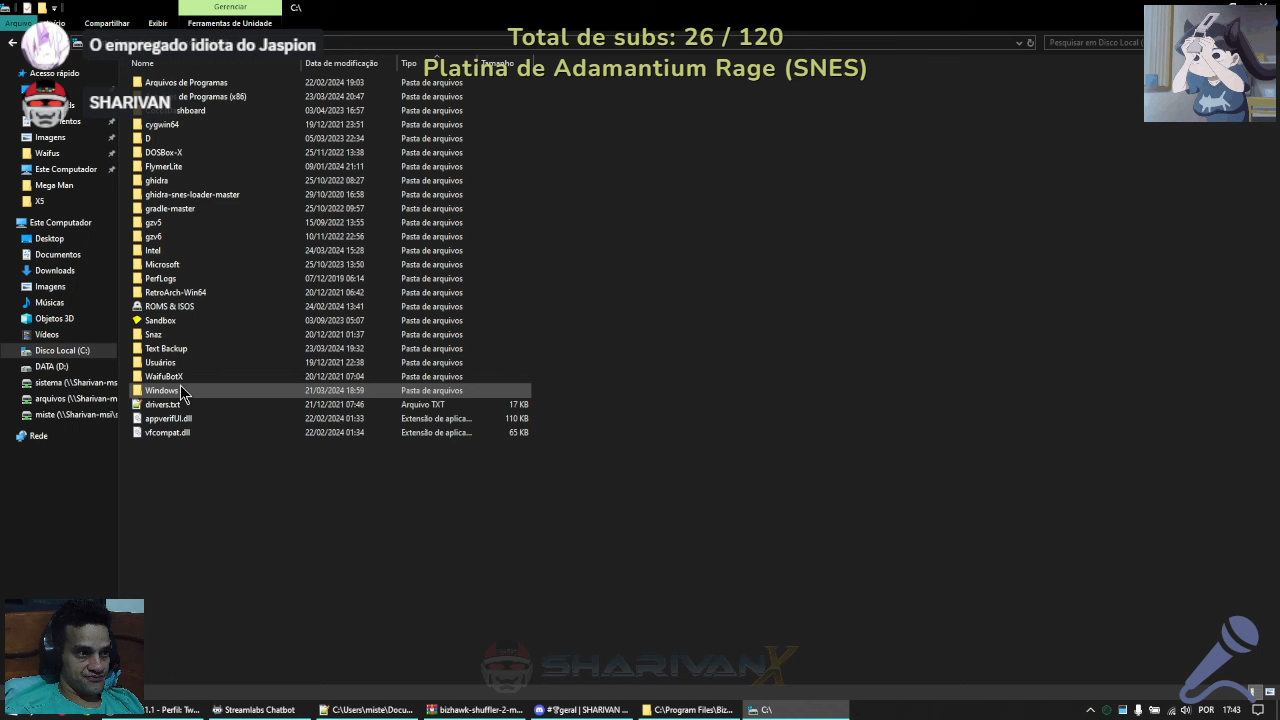 Gerenciar
C:\
Arquivo
Início
Compartilhar
Exibir
Ferramentas de Unidade
Total de subs: 26 / 120
Platina de Adamantium Rage (SNES)
O empregado idiota do Jaspion
SHARIVAN
Pesquisar em Disco Local (
Acesso rápido
Imagens
Waifus
Este Computador
Mega Man
X5
Este Computador
Desktop
Documentos
Downloads
Imagens
Músicas
Objetos 3D
Vídeos
Disco Local (C:)
DATA (D:)
sistema (\\Sharivan-ms
arquivos (\\Sharivan-m
miste (\\Sharivan-msi\s
Rede
Nome Data de modificação Tipo Tamanho
Arquivos de Programas 22/02/2024 19:03 Pasta de arquivos
de Programas (x86) 23/03/2024 20:47 Pasta de arquivos
shboard 03/04/2023 16:57 Pasta de arquivos
cygwin64 19/12/2021 23:51 Pasta de arquivos
D 05/03/2023 22:34 Pasta de arquivos
DOSBox-X 25/11/2022 13:38 Pasta de arquivos
FlymerLite 09/01/2024 21:11 Pasta de arquivos
ghidra 25/10/2022 08:27 Pasta de arquivos
ghidra-snes-loader-master 29/10/2020 16:58 Pasta de arquivos
gradle-master 25/10/2022 09:57 Pasta de arquivos
gzv5 15/09/2022 13:55 Pasta de arquivos
gzv6 10/11/2022 22:56 Pasta de arquivos
Intel 24/03/2024 15:28 Pasta de arquivos
Microsoft 25/10/2023 13:50 Pasta de arquivos
PerfLogs 07/12/2019 06:14 Pasta de arquivos
RetroArch-Win64 20/12/2021 06:42 Pasta de arquivos
ROMS & ISOS 24/02/2024 13:41 Pasta de arquivos
Sandbox 03/09/2023 05:07 Pasta de arquivos
Snaz 20/12/2021 01:37 Pasta de arquivos
Text Backup 23/03/2024 19:32 Pasta de arquivos
Usuários 19/12/2021 22:38 Pasta de arquivos
WaifuBotX 20/12/2021 07:04 Pasta de arquivos
Windows 21/03/2024 18:59 Pasta de arquivos
drivers.txt 21/12/2021 07:46 Arquivo TXT 17 KB
appverifUI.dll 22/02/2024 01:33 Extensão de aplica... 110 KB
vfcompat.dll 22/02/2024 01:34 Extensão de aplica... 65 KB
SHARIVAN X
1.1 - Perfil: Tw... Streamlabs Chatbot C:\Users\miste\Docu... bizhawk-shuffler-2-m... geral | SHARIVAN ... C:\Program Files\Biz... C:\ POR 17:43